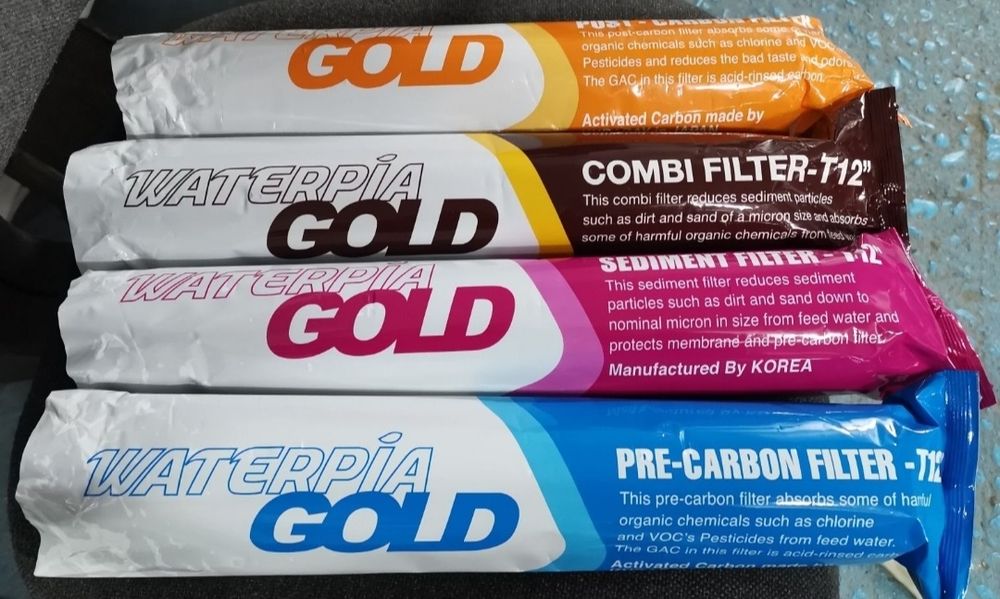 WATERPIA
GOLD
POST - CARBON FILTER
This post-carbon filter absorbs some
organic chemicals such as chlorine and VOC
Pesticides and reduces the bad taste and odors
The GAC in this filter is acid-rinsed carbon.
Activated Carbon made by
JAPAN
WATERPIA
GOLD
COMBI FILTER-T12"
This combi filter reduces sediment particles
such as dirt and sand of a micron size and absorbs
some of harmful organic chemicals from feed
WATERPIA
GOLD
SEDIMENT FILTER - T-12"
This sediment filter reduces sediment
particles such as dirt and sand down to
nominal micron in size from feed water and
protects membrane and pre-carbon filter.
Manufactured By KOREA
WATERPIA
GOLD
PRE-CARBON FILTER -T12
This pre-carbon filter absorbs some of harmful
organic chemicals such as chlorine
and VOC's Pesticides from feed water.
The GAC in this filter is acid-rinsed carb
Activated Carbon made